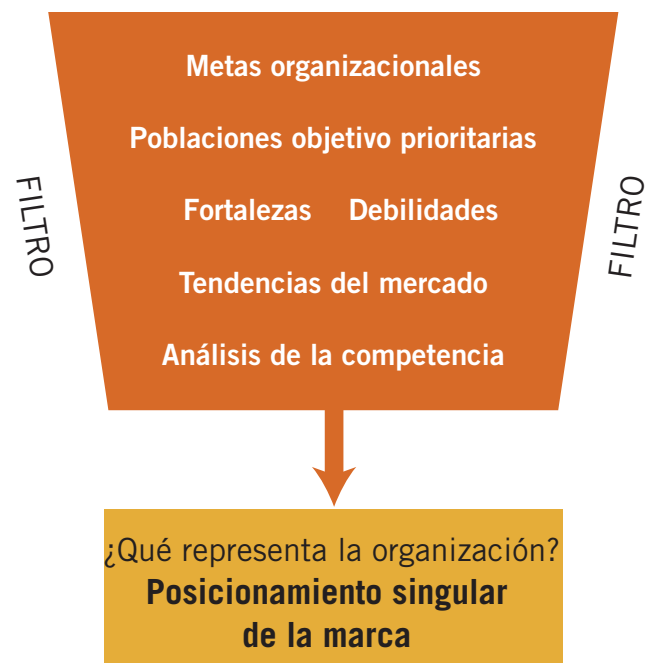 Metas organizacionales
Poblaciones objetivo prioritarias
Fortalezas Debilidades
Tendencias del mercado
Análisis de la competencia
FILTRO
FILTRO
¿Qué representa la organización?
Posicionamiento singular
de la marca